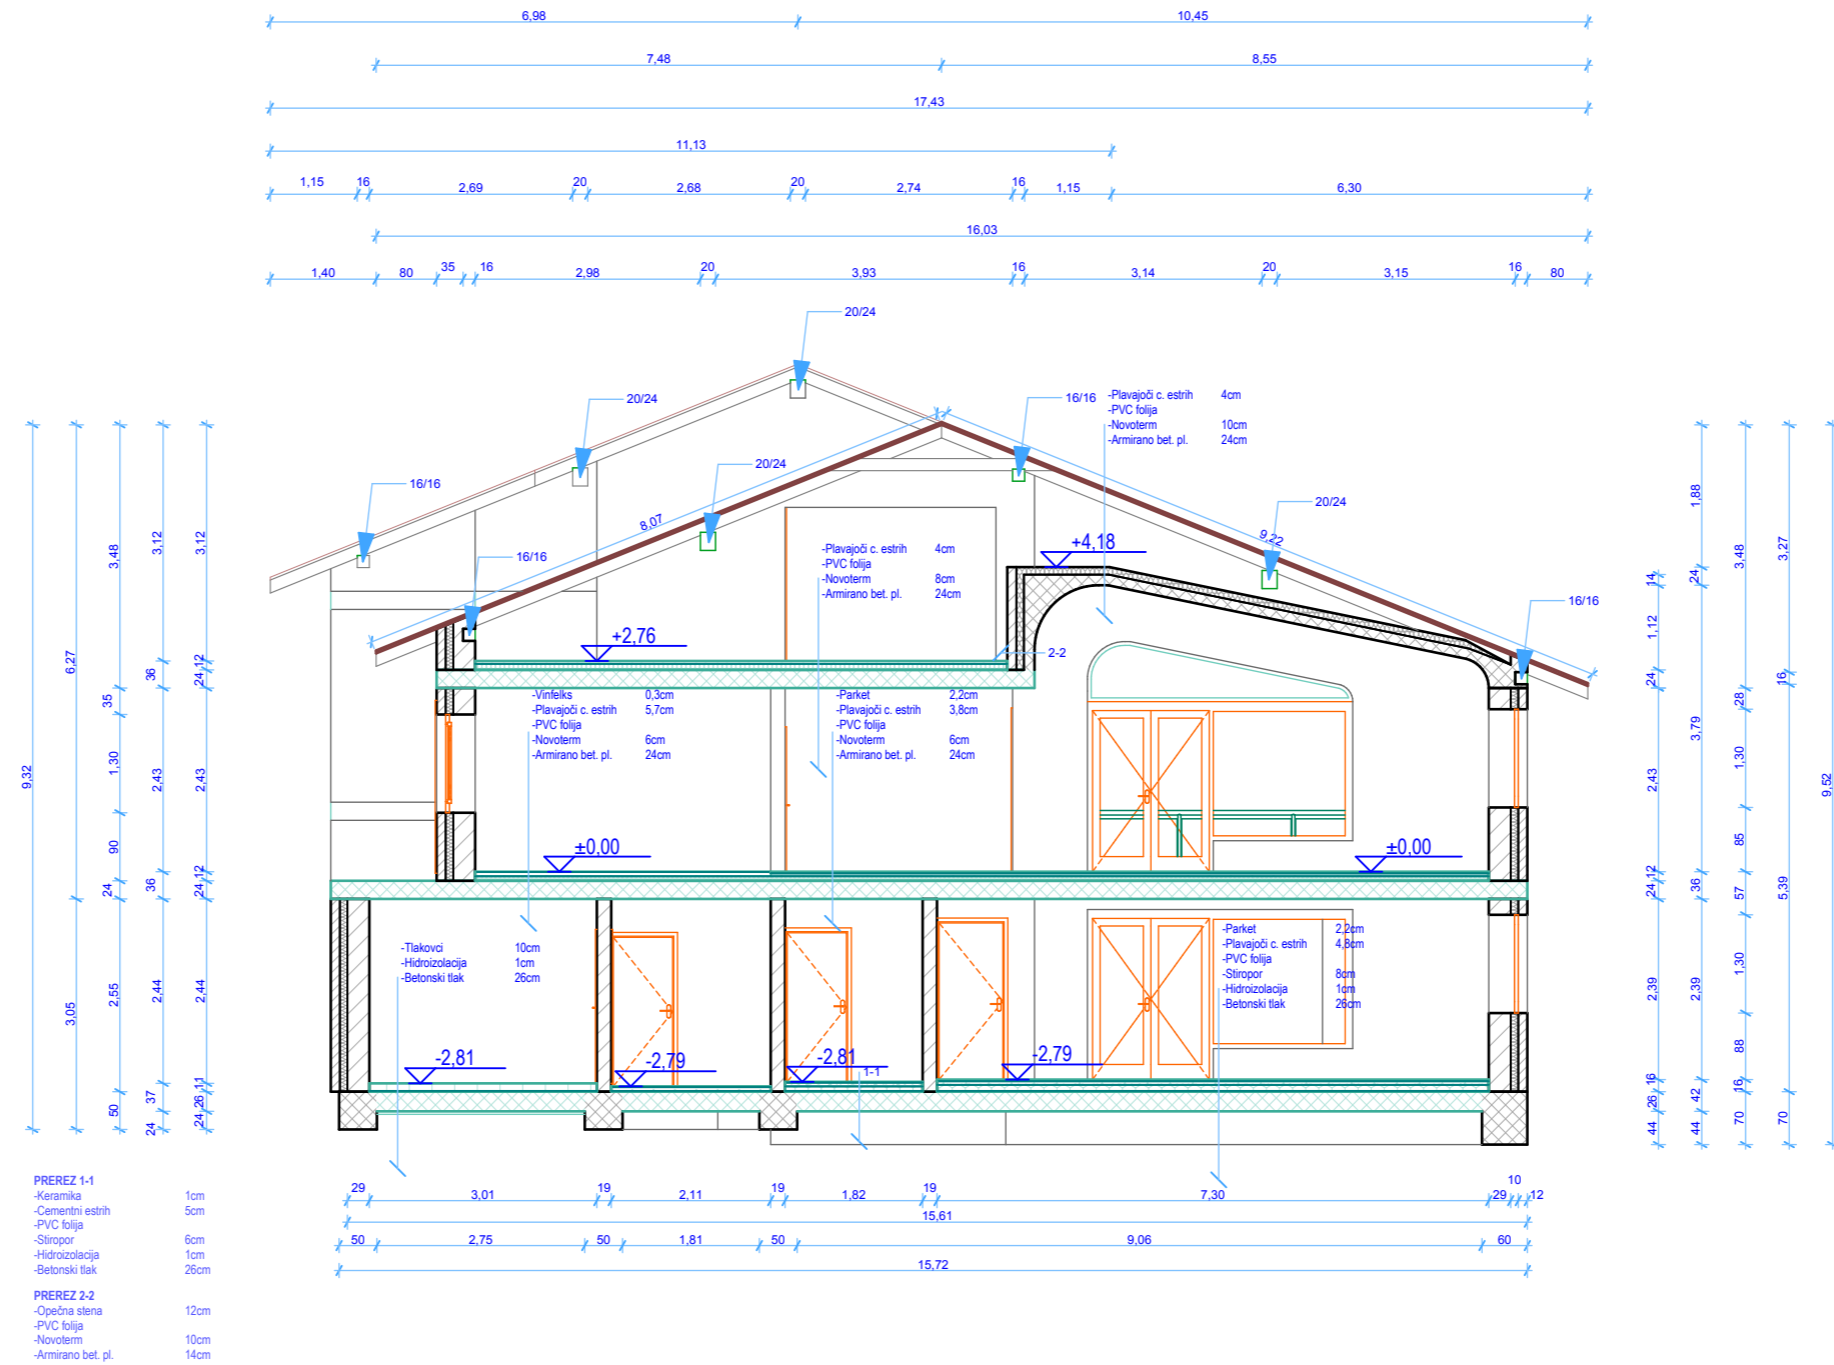 6,98 10,45
7,48 8,55
17,43
11,13
1,15 16 2,69 20 2,68 20 2,74 16 1,15 6,30
16,03
1,40 80 35 16 2,98 20 3,93 16 3,14 20 3,15 16 80
20/24
20/24
16/16
16/16
20/24
16/16
20/24
16/16
8,07
9,22
-Plavajoči c. estrih 4cm
-PVC folija
-Novoterm 10cm
-Armirano bet. pl. 24cm
-Plavajoči c. estrih 4cm
-PVC folija
-Novoterm 8cm
-Armirano bet. pl. 24cm
+4,18
+2,76
2-2
-Vinfelks 0,3cm
-Plavajoči c. estrih 5,7cm
-PVC folija
-Novoterm 6cm
-Armirano bet. pl. 24cm
-Parket 2,2cm
-Plavajoči c. estrih 3,8cm
-PVC folija
-Novoterm 6cm
-Armirano bet. pl. 24cm
±0,00
±0,00
-Tlakovci 10cm
-Hidroizolacija 1cm
-Betonski tlak 26cm
-Parket 2,2cm
-Plavajoči c. estrih 4,8cm
-PVC folija
-Stiropor 8cm
-Hidroizolacija 1cm
-Betonski tlak 26cm
-2,81
-2,79
-2,81
1-1
-2,79
9,32
6,27 3,05
3,48 35 1,30 90 24 2,55 50
3,12 36 2,43 36 2,44 37 24
3,12 24,12 2,43 24,12 2,44 26,11 24
14 1,12 24 2,43 24,12 2,39 16 26 44
1,88 24 3,79 36 2,39 42 44
3,48 28 1,30 85 57 1,30 88 16 70
3,27 16 5,39 70
9,52
29 3,01 19 2,11 19 1,82 19 7,30 29 10 12
15,61
50 2,75 50 1,81 50 9,06 60
15,72
PREREZ 1-1
-Keramika 1cm
-Cementni estrih 5cm
-PVC folija
-Stiropor 6cm
-Hidroizolacija 1cm
-Betonski tlak 26cm
PREREZ 2-2
-Opečna stena 12cm
-PVC folija
-Novoterm 10cm
-Armirano bet. pl. 14cm